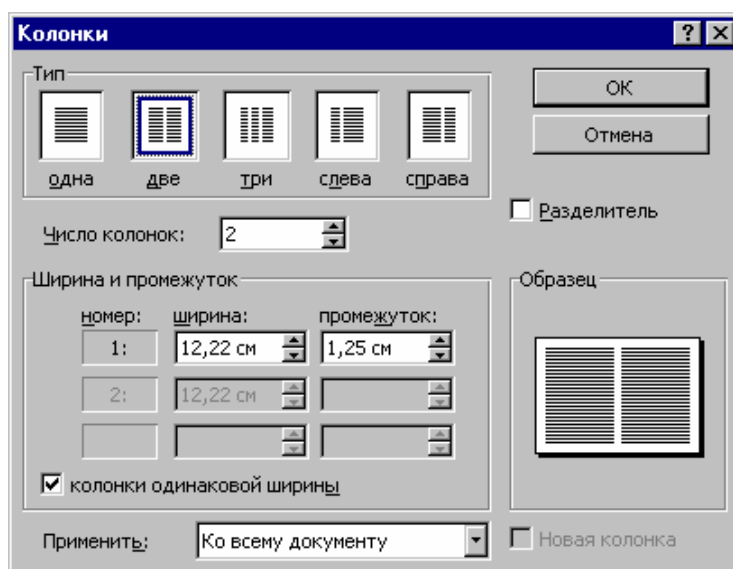 Колонки
Тип
одна две три слева справа
ОК
Отмена
Разделитель
Число колонок: 2
Ширина и промежуток
номер: ширина: промежуток:
1: 12,22 см 1,25 см
2: 12,22 см
колонки одинаковой ширины
Образец
Применить: Ко всему документу
Новая колонка